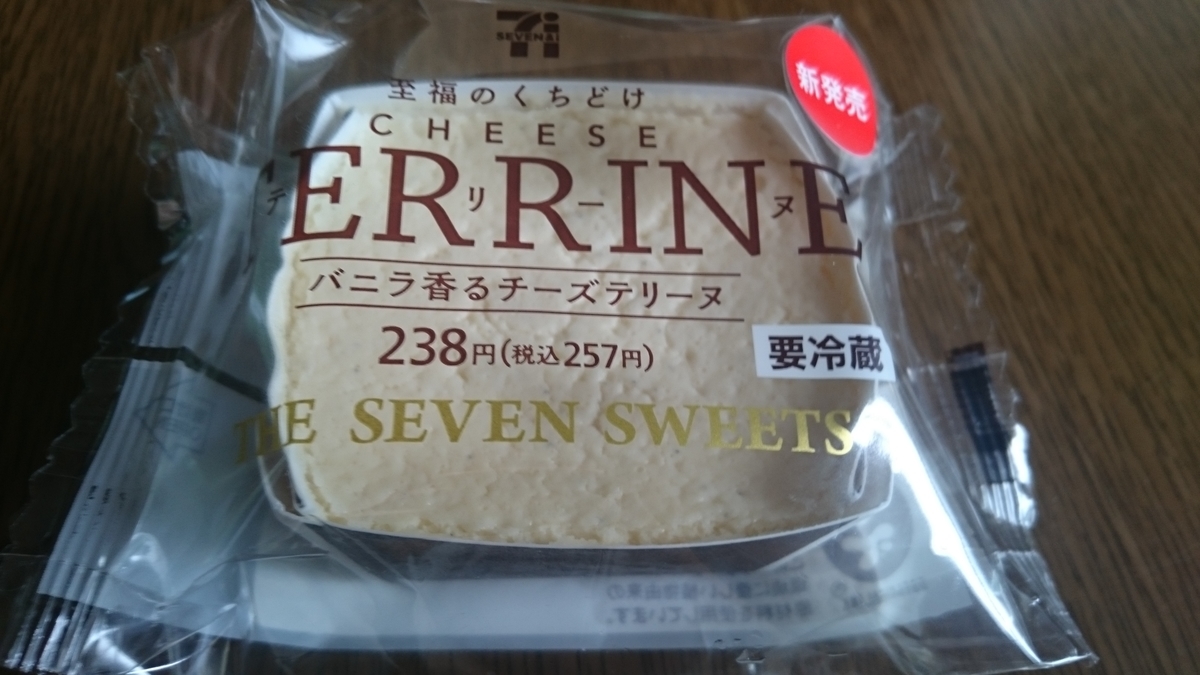 SEVEN&i
新発売
至福のくちどけ
CHEESE
TERRINE
テリーヌ
バニラ香るチーズテリーヌ
238円(税込257円)
要冷蔵
THE SEVEN SWEETS